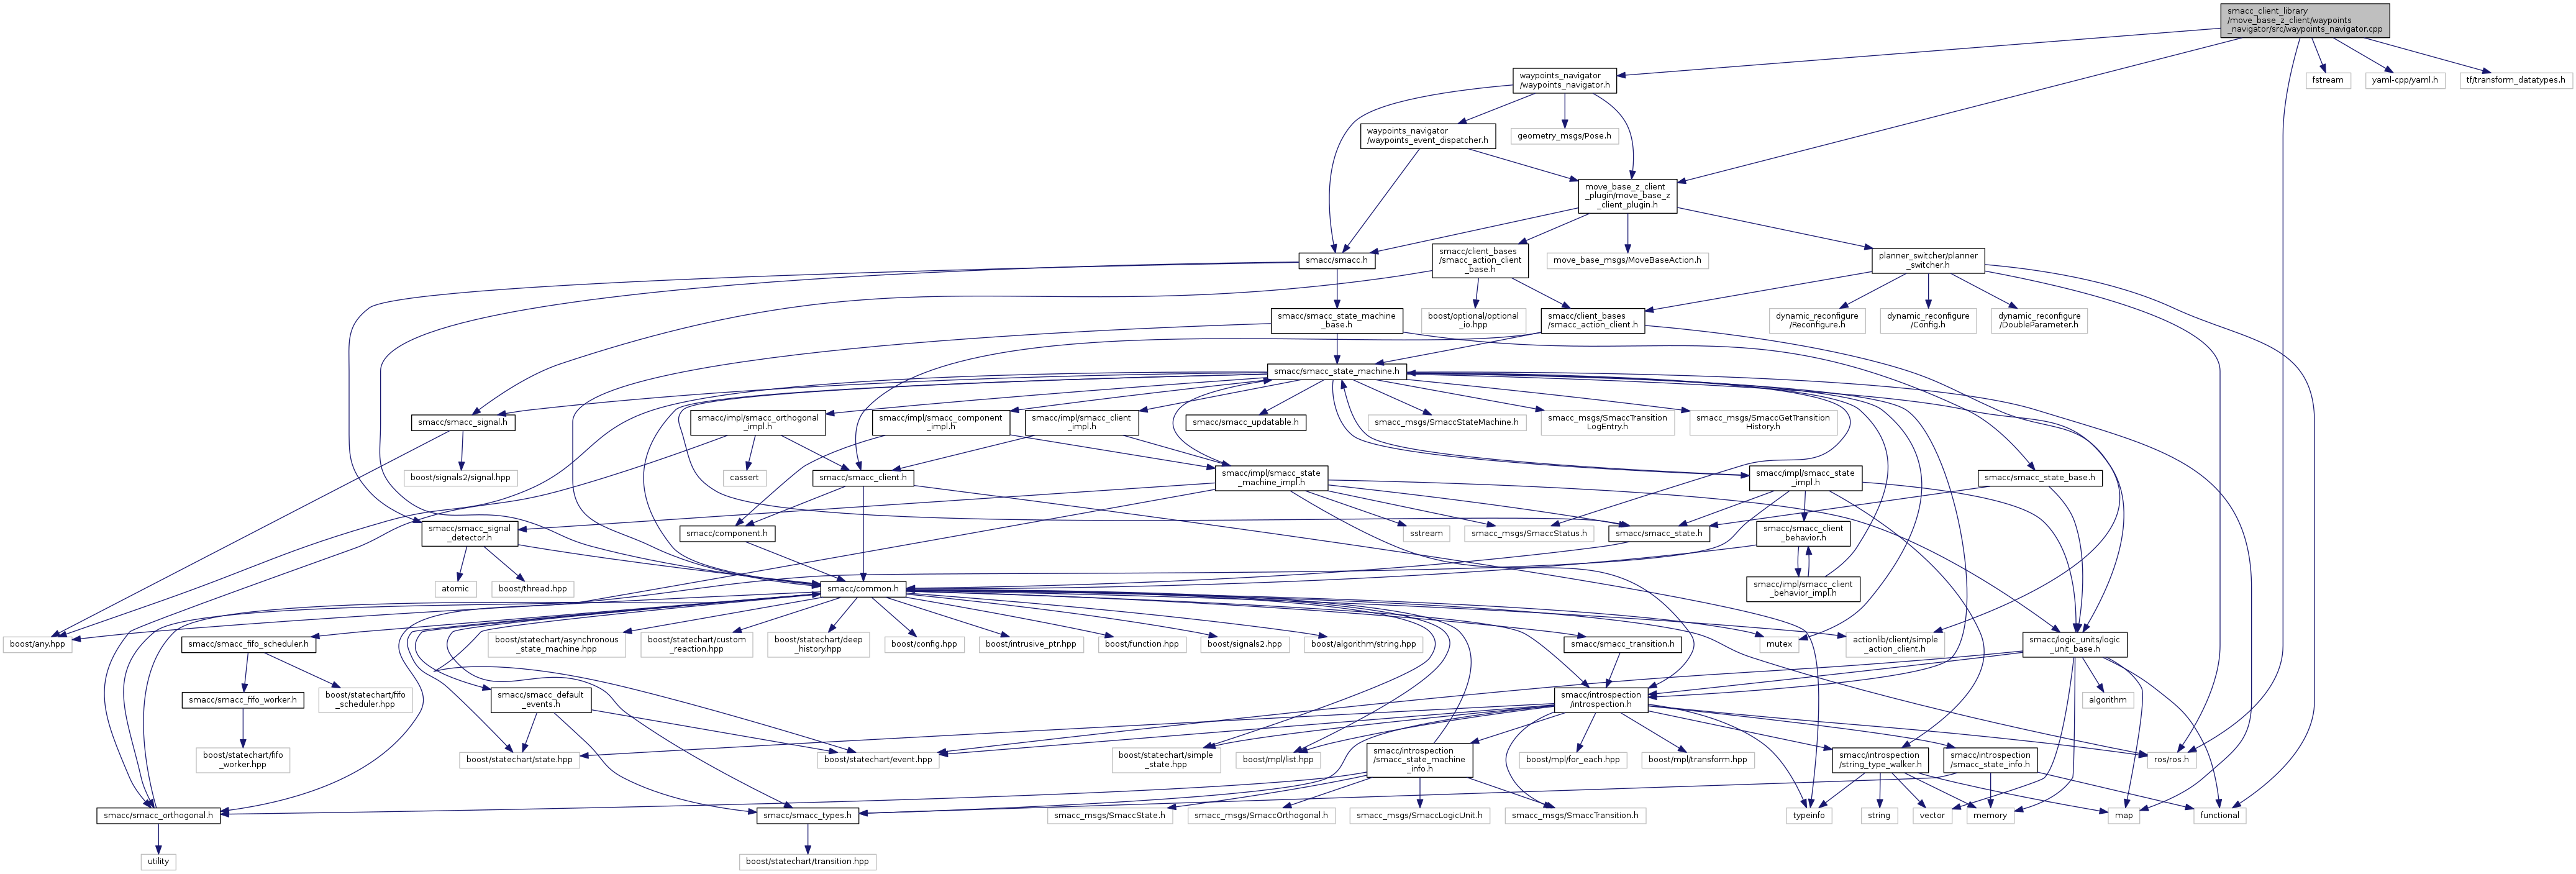 smacc_client_library
/move_base_z_client/waypoints
_navigator/src/waypoints_navigator.cpp
waypoints_navigator
/waypoints_navigator.h
fstream
yaml-cpp/yaml.h
tf/transform_datatypes.h
waypoints_navigator
/waypoints_event_dispatcher.h
geometry_msgs/Pose.h
move_base_z_client
_plugin/move_base_z
_client_plugin.h
smacc/smacc.h
smacc/client_bases
/smacc_action_client
_base.h
move_base_msgs/MoveBaseAction.h
planner_switcher/planner
_switcher.h
smacc/smacc_state_machine
_base.h
boost/optional/optional
_io.hpp
smacc/client_bases
/smacc_action_client.h
dynamic_reconfigure
/Reconfigure.h
dynamic_reconfigure
/Config.h
dynamic_reconfigure
/DoubleParameter.h
smacc/smacc_state_machine.h
smacc/smacc_signal.h
smacc/impl/smacc_orthogonal
_impl.h
smacc/impl/smacc_component
_impl.h
smacc/impl/smacc_client
_impl.h
smacc/smacc_updatable.h
smacc_msgs/SmaccStateMachine.h
smacc_msgs/SmaccTransition
LogEntry.h
smacc_msgs/SmaccGetTransition
History.h
boost/signals2/signal.hpp
cassert
smacc/smacc_client.h
smacc/impl/smacc_state
_machine_impl.h
smacc/impl/smacc_state
_impl.h
smacc/smacc_state_base.h
smacc/smacc_signal
_detector.h
smacc/component.h
sstream
smacc_msgs/SmaccStatus.h
smacc/smacc_state.h
smacc/smacc_client
_behavior.h
atomic
boost/thread.hpp
smacc/common.h
smacc/impl/smacc_client
_behavior_impl.h
boost/any.hpp
smacc/smacc_fifo_scheduler.h
boost/statechart/asynchronous
_state_machine.hpp
boost/statechart/custom
_reaction.hpp
boost/statechart/deep
_history.hpp
boost/config.hpp
boost/intrusive_ptr.hpp
boost/function.hpp
boost/signals2.hpp
boost/algorithm/string.hpp
smacc/smacc_transition.h
mutex
actionlib/client/simple
_action_client.h
smacc/logic_units/logic
_unit_base.h
smacc/smacc_fifo_worker.h
boost/statechart/fifo
_scheduler.hpp
smacc/smacc_default
_events.h
smacc/introspection
/introspection.h
algorithm
boost/statechart/fifo
_worker.hpp
boost/statechart/state.hpp
boost/statechart/event.hpp
boost/statechart/simple
_state.hpp
boost/mpl/list.hpp
smacc/introspection
/smacc_state_machine
_info.h
boost/mpl/for_each.hpp
boost/mpl/transform.hpp
smacc/introspection
/string_type_walker.h
smacc/introspection
/smacc_state_info.h
ros/ros.h
smacc/smacc_orthogonal.h
smacc/smacc_types.h
smacc_msgs/SmaccState.h
smacc_msgs/SmaccOrthogonal.h
smacc_msgs/SmaccLogicUnit.h
smacc_msgs/SmaccTransition.h
typeinfo
string
vector
memory
map
functional
utility
boost/statechart/transition.hpp